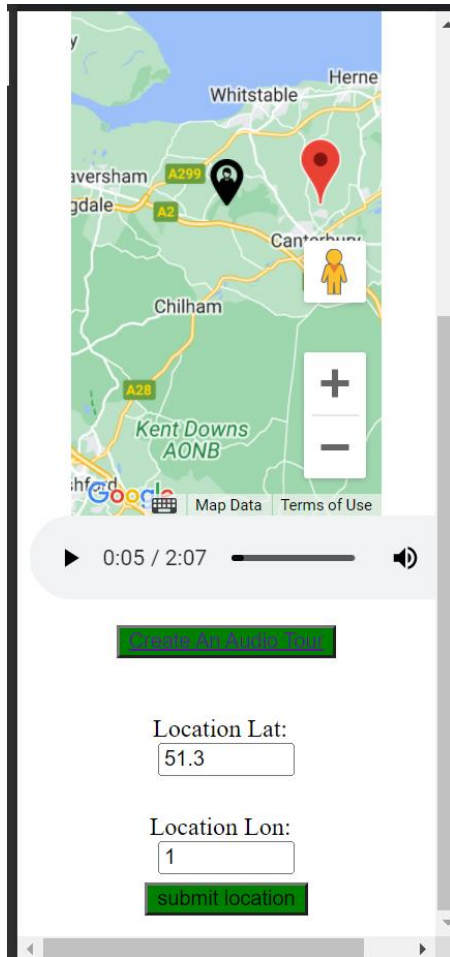 y
Herne
Whitstable
aversham
A299
gdale
A2
Canterbury
Chilham
A28
Kent Downs
AONB
shford
Google
Map Data
Terms of Use
0:05 / 2:07
Create An Audio Tour
Location Lat:
51.3
Location Lon:
1
submit location